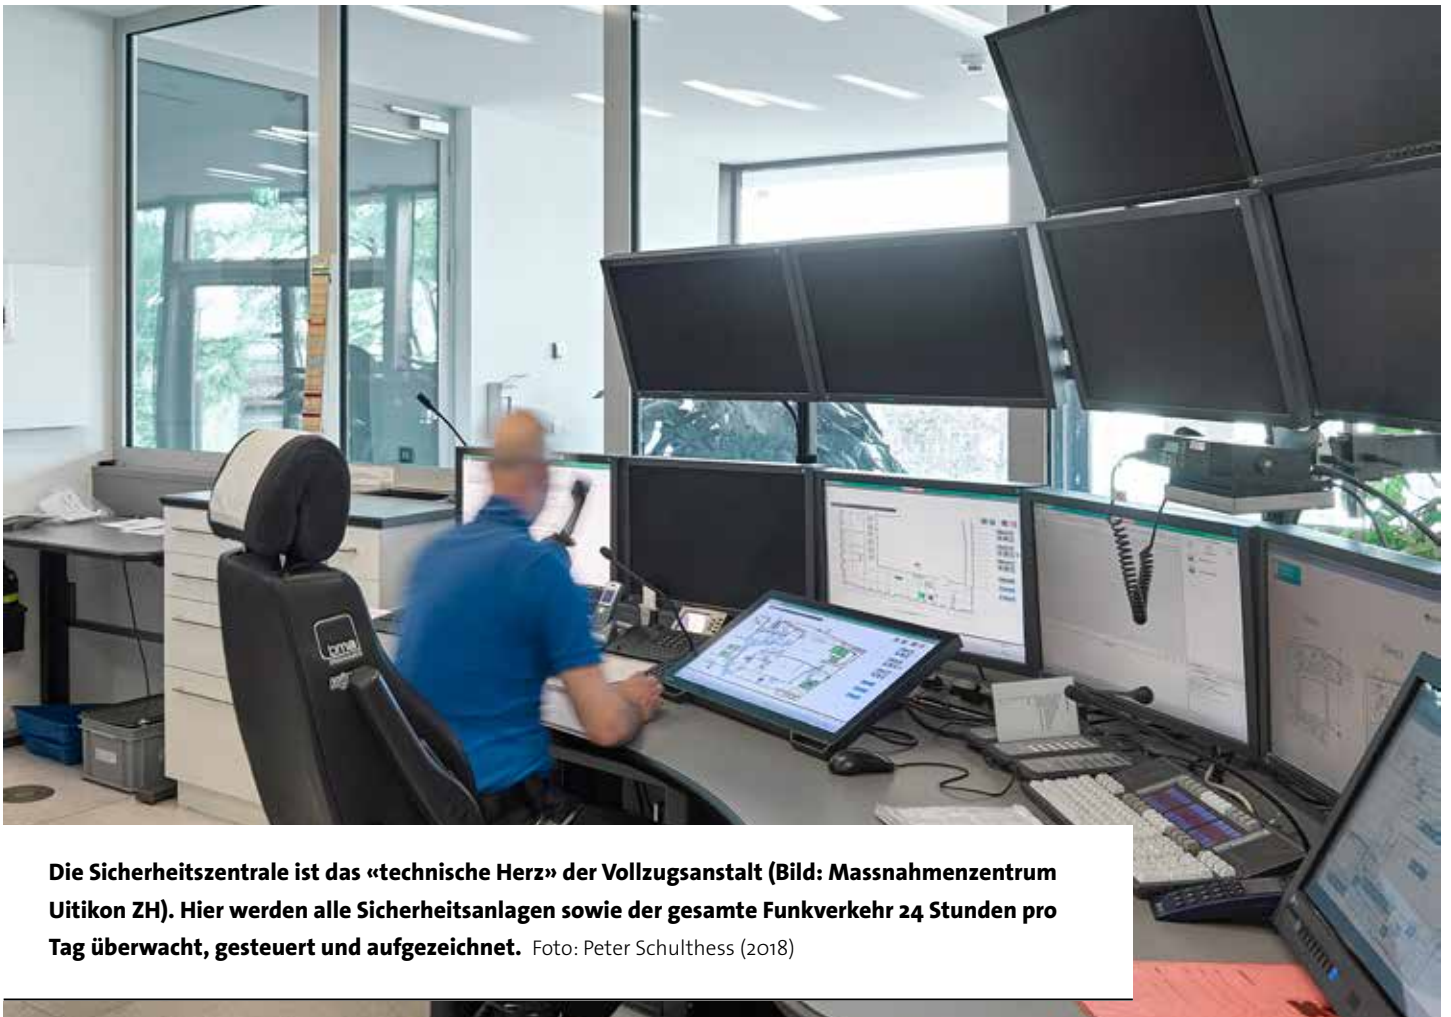 bma
Die Sicherheitszentrale ist das «technische Herz» der Vollzugsanstalt (Bild: Massnahmenzentrum
Uitikon ZH). Hier werden alle Sicherheitsanlagen sowie der gesamte Funkverkehr 24 Stunden pro
Tag überwacht, gesteuert und aufgezeichnet. Foto: Peter Schulthess (2018)